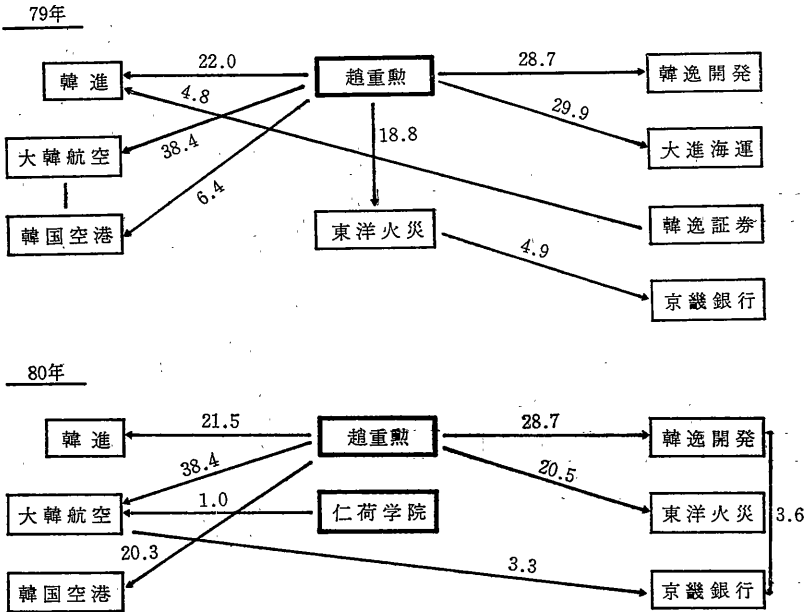 79年
22.0
趙重勲
28.7
韓進
韓逸開発
4.8
29.9
38.4
18.8
大韓航空
大進海運
6.4
韓国空港
東洋火災
韓逸証券
4.9
京畿銀行
80年
21.5
趙重勲
28.7
韓進
韓逸開発
38.4
20.5
1.0
大韓航空
仁荷学院
東洋火災
3.6
20.3
3.3
韓国空港
京畿銀行